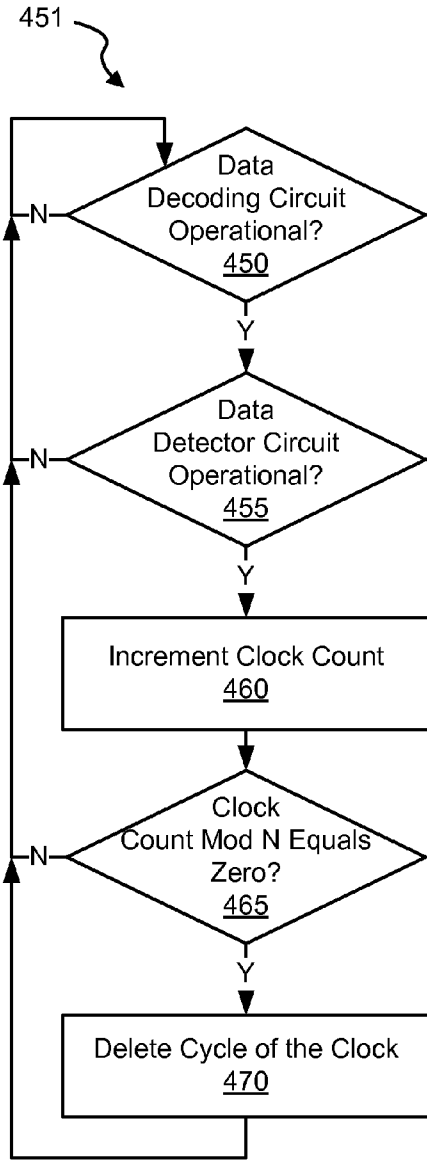 451
Data
Decoding Circuit
Operational?
450
N
Y
Data
Detector Circuit
Operational?
455
N
Y
Increment Clock Count
460
Clock
Count Mod N Equals
Zero?
465
N
Y
Delete Cycle of the Clock
470